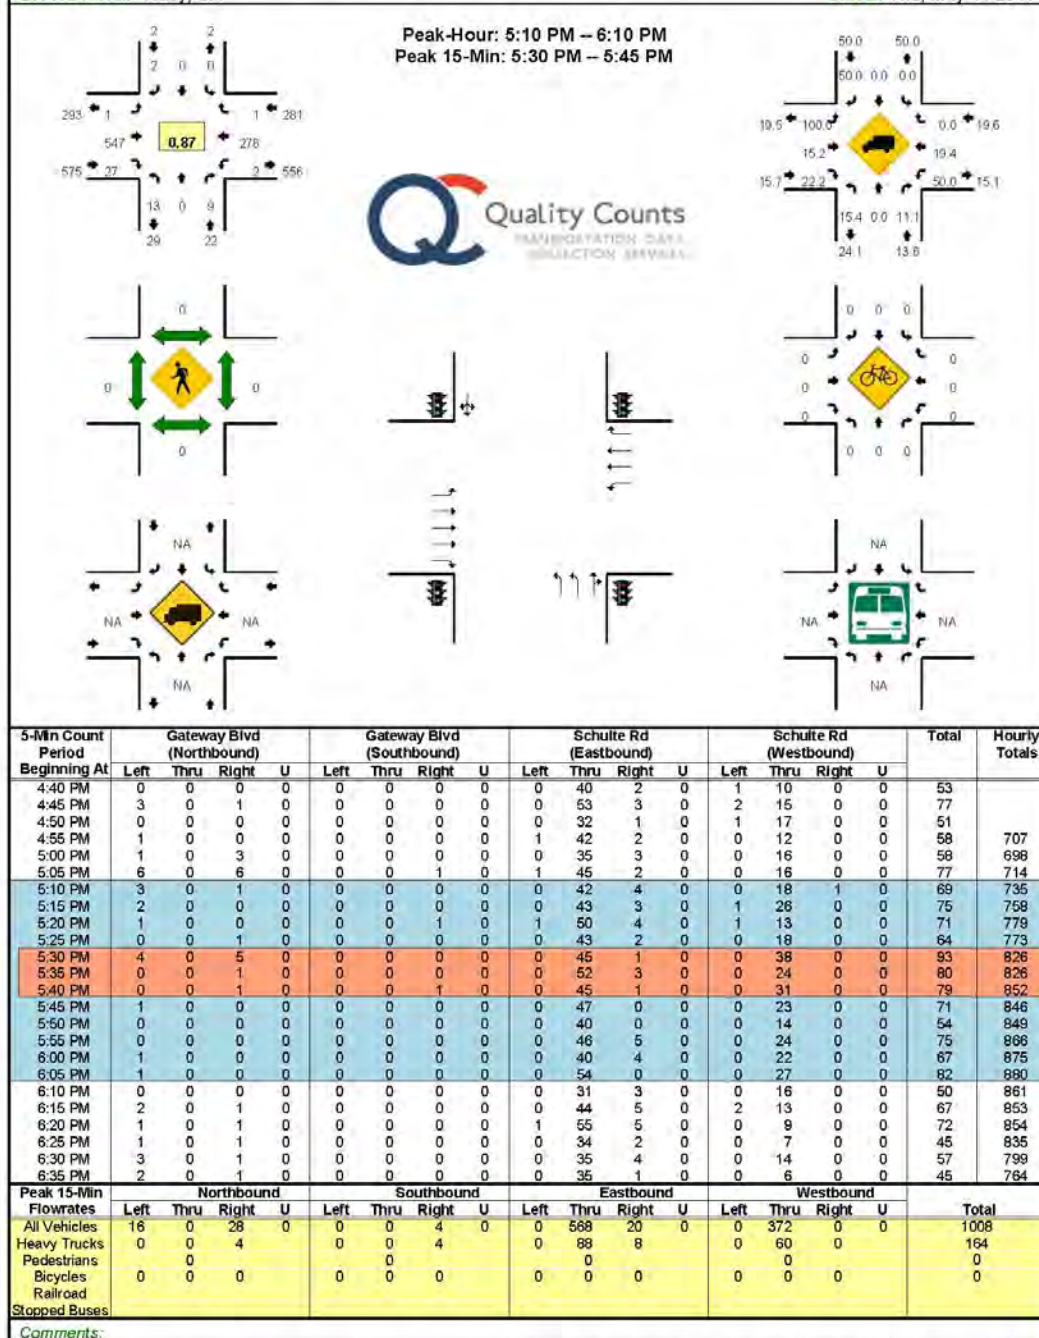 Peak-Hour: 5:10 PM -- 6:10 PM
Peak 15-Min: 5:30 PM -- 5:45 PM
2 2
2 0 0
293 1 1 281
547 0.87 278
575 27 2 556
13 0 9
29 22
50.0 50.0
50.0 0.0 0.0
19.5 100.0 0.0 19.6
15.2 19.4
15.7 22.2 50.0 15.1
15.4 0.0 11.1
24.1 13.6
Quality Counts
TRANSPORTATION DATA
COLLECTION SERVICES
0
0 0
0
0 0 0
0 0
0 0
0 0
0 0 0
NA
NA NA
NA
NA
NA NA
NA
5-Min Count Period Beginning At Gateway Blvd (Northbound) Gateway Blvd (Southbound) Schulte Rd (Eastbound) Schulte Rd (Westbound) Total Hourly Totals
Left Thru Right U Left Thru Right U Left Thru Right U Left Thru Right U
4:40 PM 0 0 0 0 0 0 0 0 0 40 2 0 1 10 0 0 53
4:45 PM 3 0 1 0 0 0 0 0 0 53 3 0 2 15 0 0 77
4:50 PM 0 0 0 0 0 0 0 0 0 32 1 0 1 17 0 0 51
4:55 PM 1 0 0 0 0 0 0 0 1 42 2 0 0 12 0 0 58 707
5:00 PM 1 0 3 0 0 0 0 0 0 35 3 0 0 16 0 0 58 698
5:05 PM 6 0 6 0 0 0 1 0 1 45 2 0 0 16 0 0 77 714
5:10 PM 3 0 1 0 0 0 0 0 0 42 4 0 0 18 1 0 69 735
5:15 PM 2 0 0 0 0 0 0 0 0 43 3 0 1 26 0 0 75 758
5:20 PM 1 0 0 0 0 0 1 0 1 50 4 0 1 13 0 0 71 779
5:25 PM 0 0 1 0 0 0 0 0 0 43 2 0 0 18 0 0 64 773
5:30 PM 4 0 5 0 0 0 0 0 0 45 1 0 0 38 0 0 93 826
5:35 PM 0 0 1 0 0 0 0 0 0 52 3 0 0 24 0 0 80 826
5:40 PM 0 0 1 0 0 0 1 0 0 45 1 0 0 31 0 0 79 852
5:45 PM 1 0 0 0 0 0 0 0 0 47 0 0 0 23 0 0 71 846
5:50 PM 0 0 0 0 0 0 0 0 0 40 0 0 0 14 0 0 54 849
5:55 PM 0 0 0 0 0 0 0 0 0 46 5 0 0 24 0 0 75 866
6:00 PM 1 0 0 0 0 0 0 0 0 40 4 0 0 22 0 0 67 875
6:05 PM 1 0 0 0 0 0 0 0 0 54 0 0 0 27 0 0 82 880
6:10 PM 0 0 0 0 0 0 0 0 0 31 3 0 0 16 0 0 50 861
6:15 PM 2 0 1 0 0 0 0 0 0 44 5 0 2 13 0 0 67 853
6:20 PM 1 0 1 0 0 0 0 0 1 55 5 0 0 9 0 0 72 854
6:25 PM 1 0 1 0 0 0 0 0 0 34 2 0 0 7 0 0 45 835
6:30 PM 3 0 1 0 0 0 0 0 0 35 4 0 0 14 0 0 57 799
6:35 PM 2 0 1 0 0 0 0 0 0 35 1 0 0 6 0 0 45 764
Peak 15-Min Flowrates Northbound Southbound Eastbound Westbound Total
Left Thru Right U Left Thru Right U Left Thru Right U Left Thru Right U
All Vehicles 16 0 28 0 0 0 4 0 0 568 20 0 0 372 0 0 1008
Heavy Trucks 0 0 4 0 0 4 0 88 8 0 60 0 164
Pedestrians 0 0 0 0 0
Bicycles 0 0 0 0 0 0 0 0 0 0 0 0 0
Railroad
Stopped Buses
Comments: